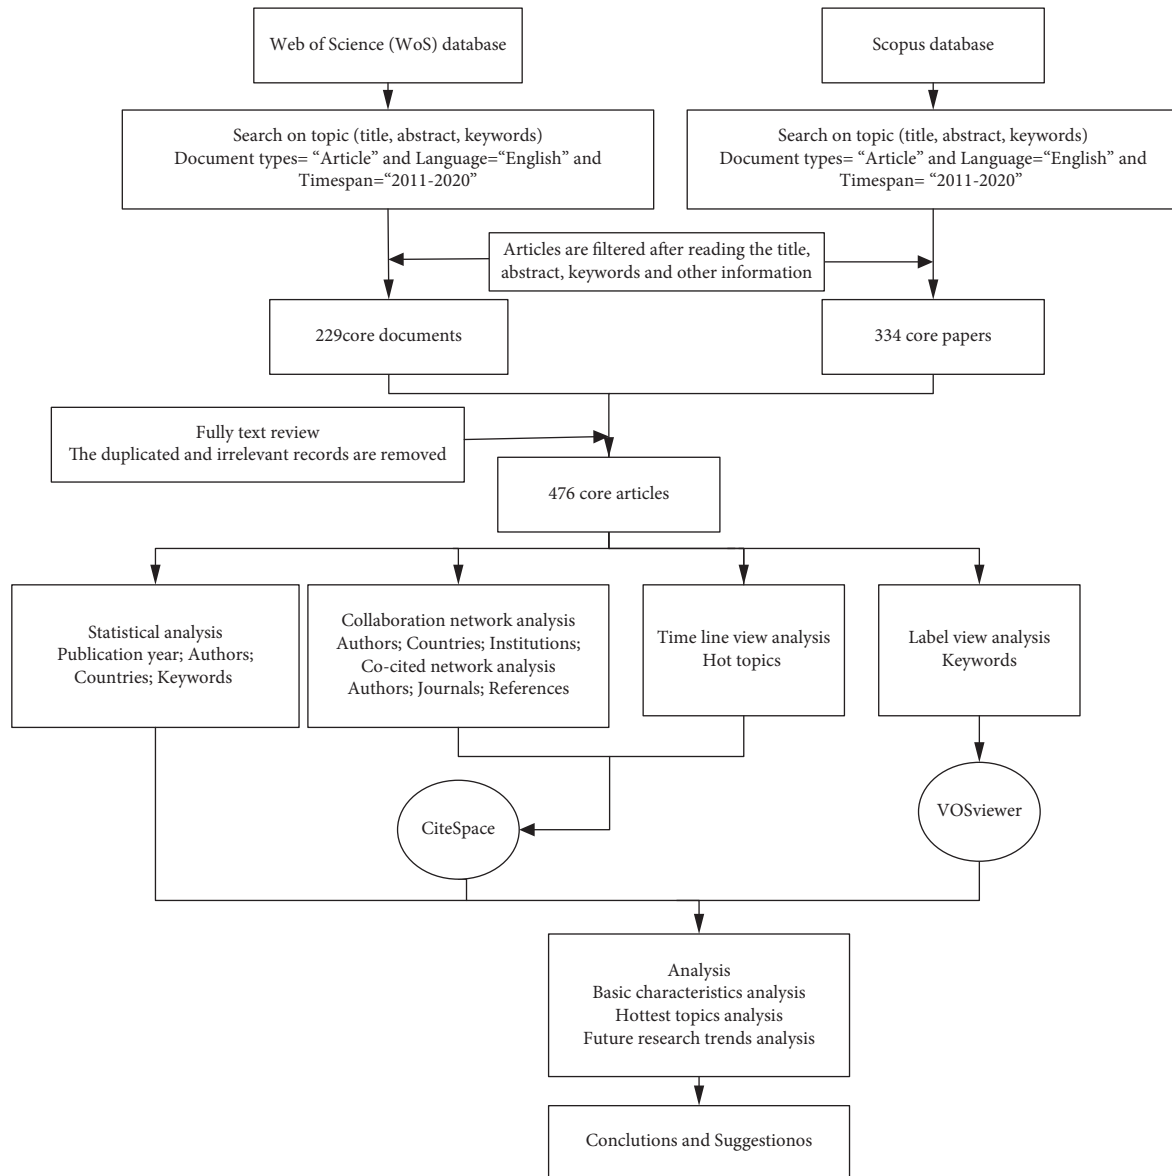 Web of Science (WoS) database
Scopus database
Search on topic (title, abstract, keywords)
Document types= “Article” and Language=“English” and
Timespan=“2011-2020”
Search on topic (title, abstract, keywords)
Document types= “Article” and Language=“English” and
Timespan= “2011-2020”
Articles are filtered after reading the title,
abstract, keywords and other information
229core documents
334 core papers
Fully text review
The duplicated and irrelevant records are removed
476 core articles
Statistical analysis
Publication year; Authors;
Countries; Keywords
Collaboration network analysis
Authors; Countries; Institutions;
Co-cited network analysis
Authors; Journals; References
Time line view analysis
Hot topics
Label view analysis
Keywords
CiteSpace
VOSviewer
Analysis
Basic characteristics analysis
Hottest topics analysis
Future research trends analysis
Conclutions and Suggestionos